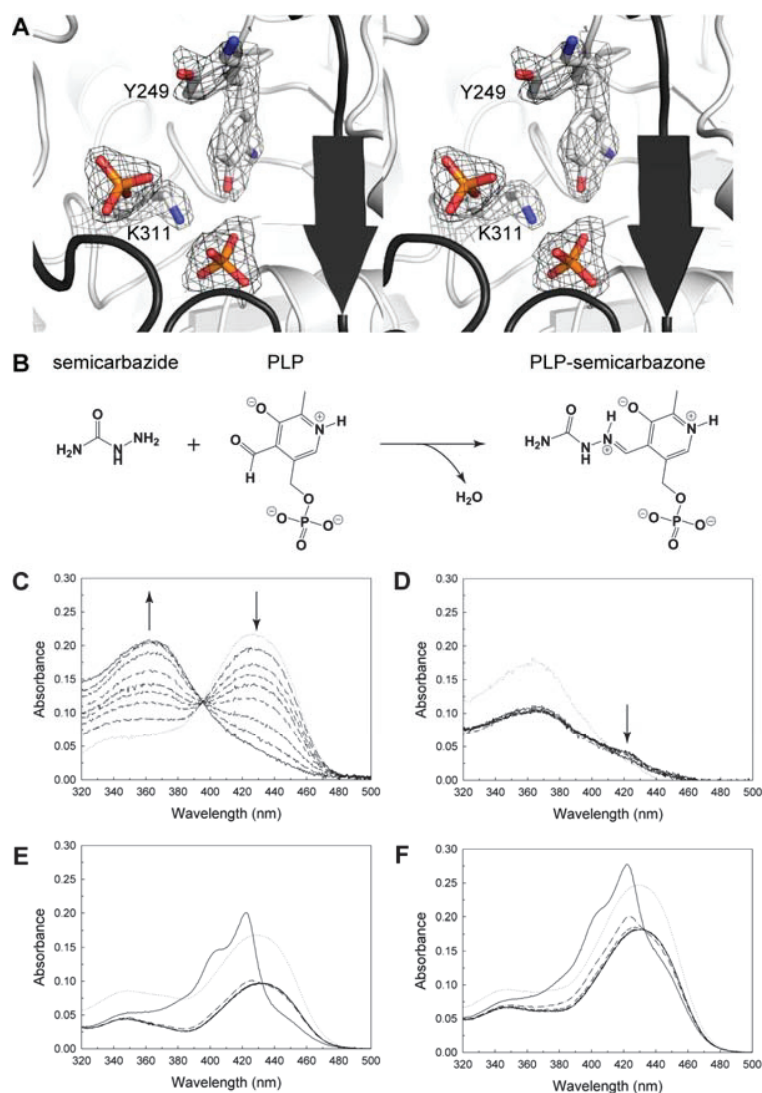 A
Y249
K311
Y249
K311
B
semicarbazide PLP PLP-semicarbazone
O
H₂N N H NH₂
+
⊖ O N ⊕ H
O H
O
⊖ O P O ⊖
O
H₂O
O H ⊖ O N ⊕ H
H₂N N H N ⊕
O
⊖ O P O ⊖
O
C
0.30
0.25
0.20
0.15
0.10
0.05
0.00
Absorbance
320 340 360 380 400 420 440 460 480 500
Wavelength (nm)
D
0.30
0.25
0.20
0.15
0.10
0.05
0.00
Absorbance
320 340 360 380 400 420 440 460 480 500
Wavelength (nm)
E
0.30
0.25
0.20
0.15
0.10
0.05
0.00
Absorbance
320 340 360 380 400 420 440 460 480 500
Wavelength (nm)
F
0.30
0.25
0.20
0.15
0.10
0.05
0.00
Absorbance
320 340 360 380 400 420 440 460 480 500
Wavelength (nm)